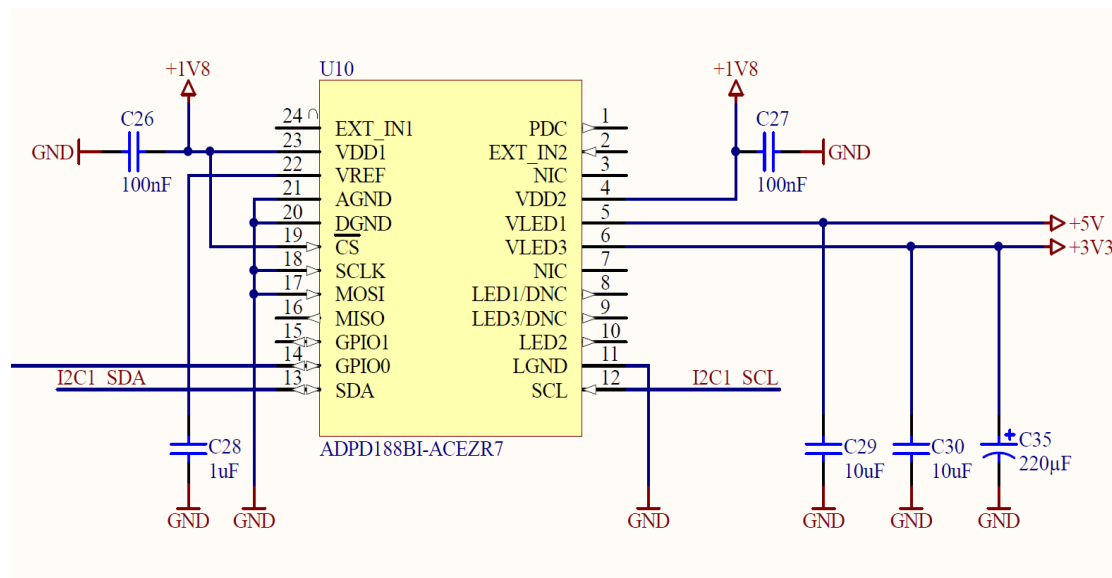 +1V8
U10
+1V8
C26
GND
100nF
24 EXT_IN1
23 VDD1
22 VREF
21 AGND
20 DGND
19 CS
18 SCLK
17 MOSI
16 MISO
15 GPIO1
14 GPIO0
13 SDA
I2C1_SDA
PDC 1
EXT_IN2 2
NIC 3
VDD2 4
VLED1 5
VLED3 6
NIC 7
LED1/DNC 8
LED3/DNC 9
LED2 10
LGND 11
SCL 12
I2C1_SCL
C27
GND
100nF
+5V
+3V3
ADPD188BI-ACEZR7
C28
1uF
GND
GND
GND
C29
10uF
GND
C30
10uF
GND
+
C35
220µF
GND